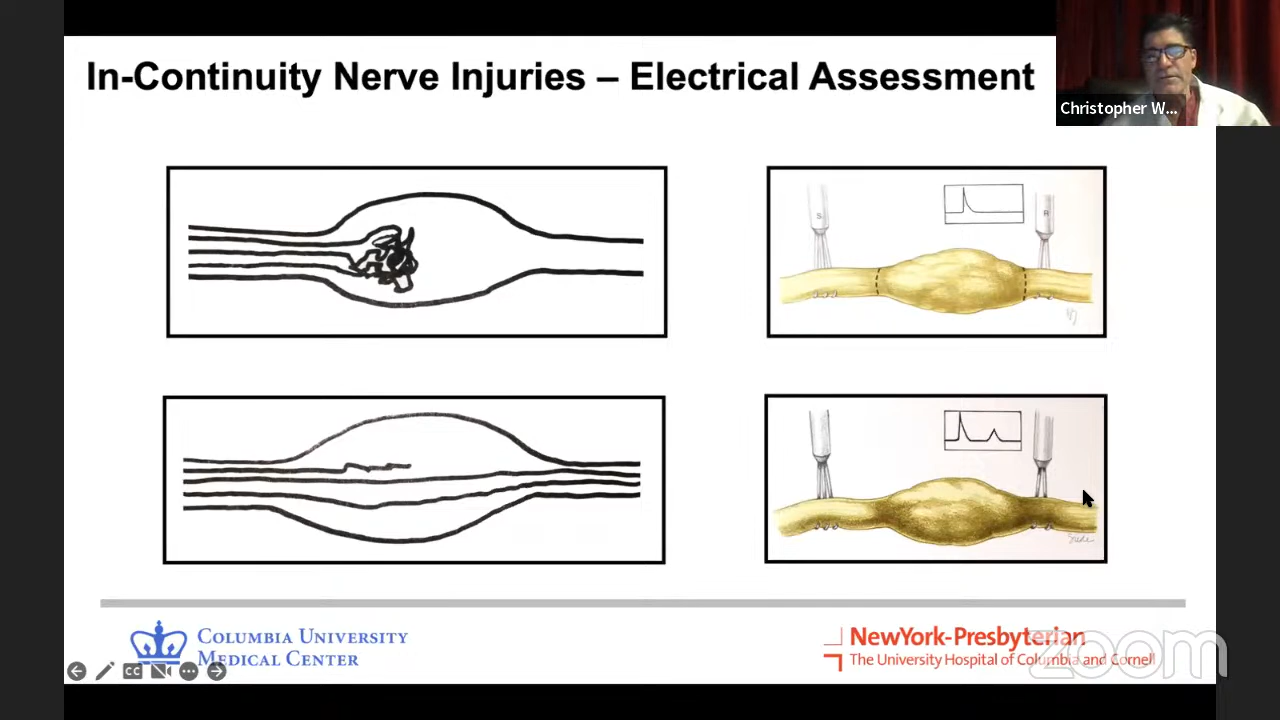 In-Continuity Nerve Injuries – Electrical Assessment
Christopher W...
S
R
COLUMBIA UNIVERSITY
MEDICAL CENTER
NewYork-Presbyterian
The University Hospital of Columbia and Cornell
zoom
CC